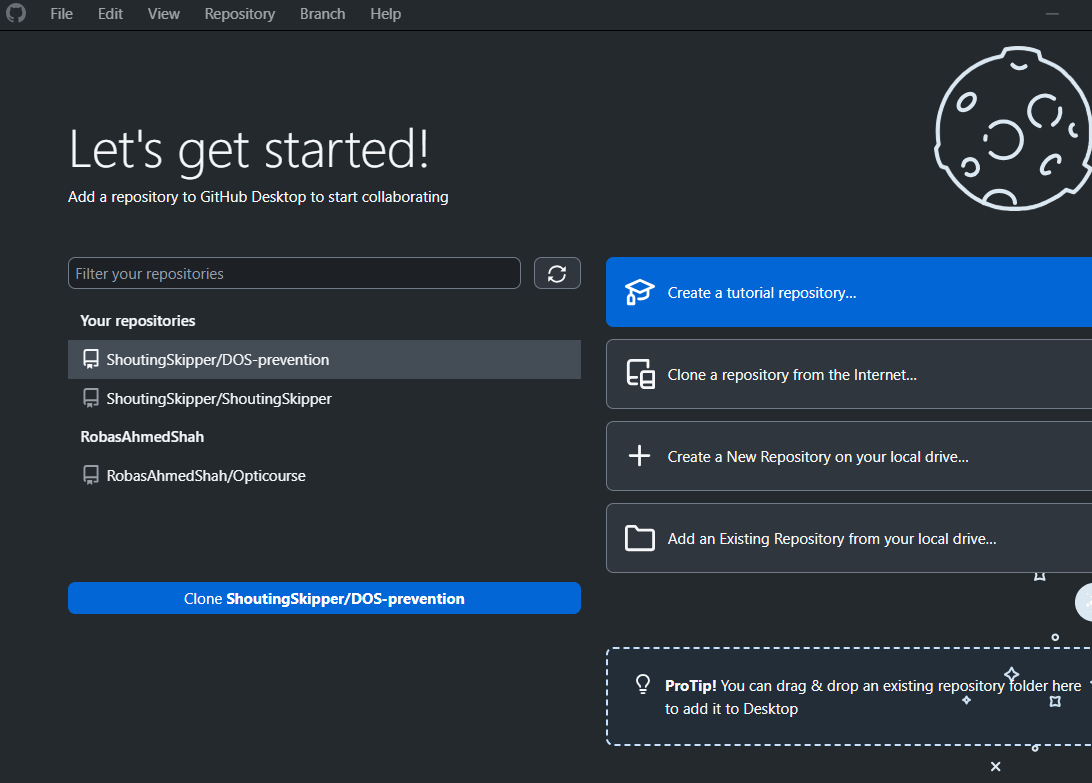 File Edit View Repository Branch Help
Let's get started!
Add a repository to GitHub Desktop to start collaborating
Filter your repositories
Your repositories
ShoutingSkipper/DOS-prevention
ShoutingSkipper/ShoutingSkipper
RobasAhmedShah
RobasAhmedShah/Opticourse
Clone ShoutingSkipper/DOS-prevention
Create a tutorial repository...
Clone a repository from the Internet...
Create a New Repository on your local drive...
Add an Existing Repository from your local drive...
ProTip! You can drag & drop an existing repository folder here
to add it to Desktop